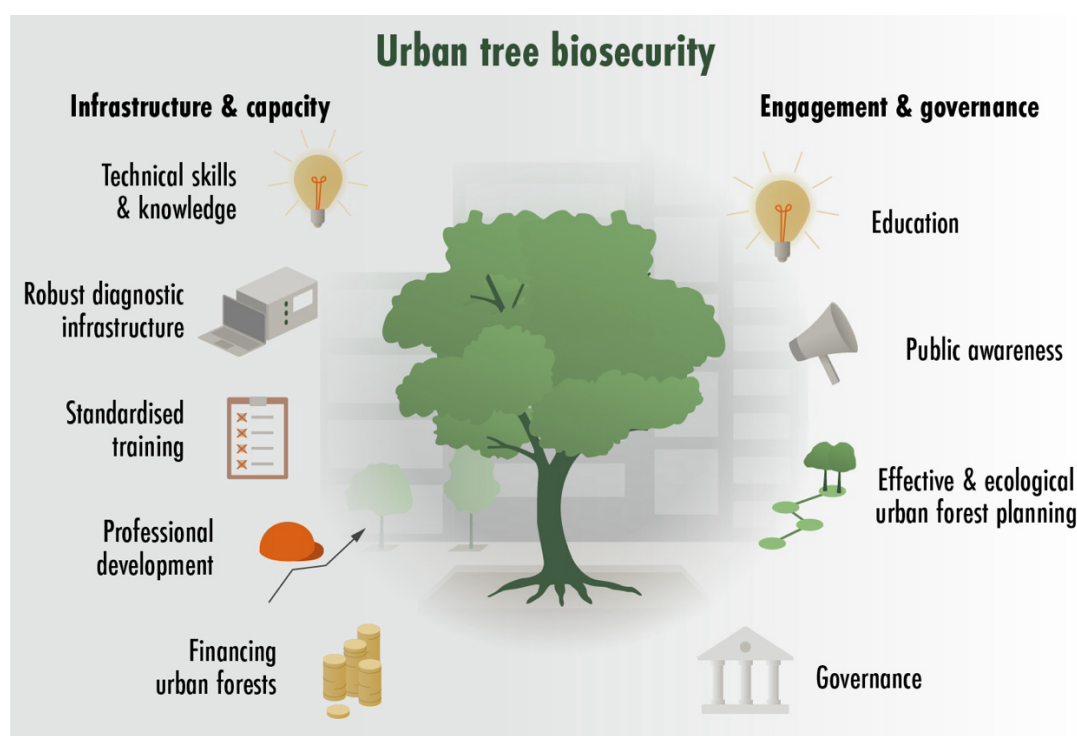 Urban tree biosecurity
Infrastructure & capacity
Technical skills
& knowledge
Robust diagnostic
infrastructure
Standardised
training
Professional
development
Financing
urban forests
Engagement & governance
Education
Public awareness
Effective & ecological
urban forest planning
Governance